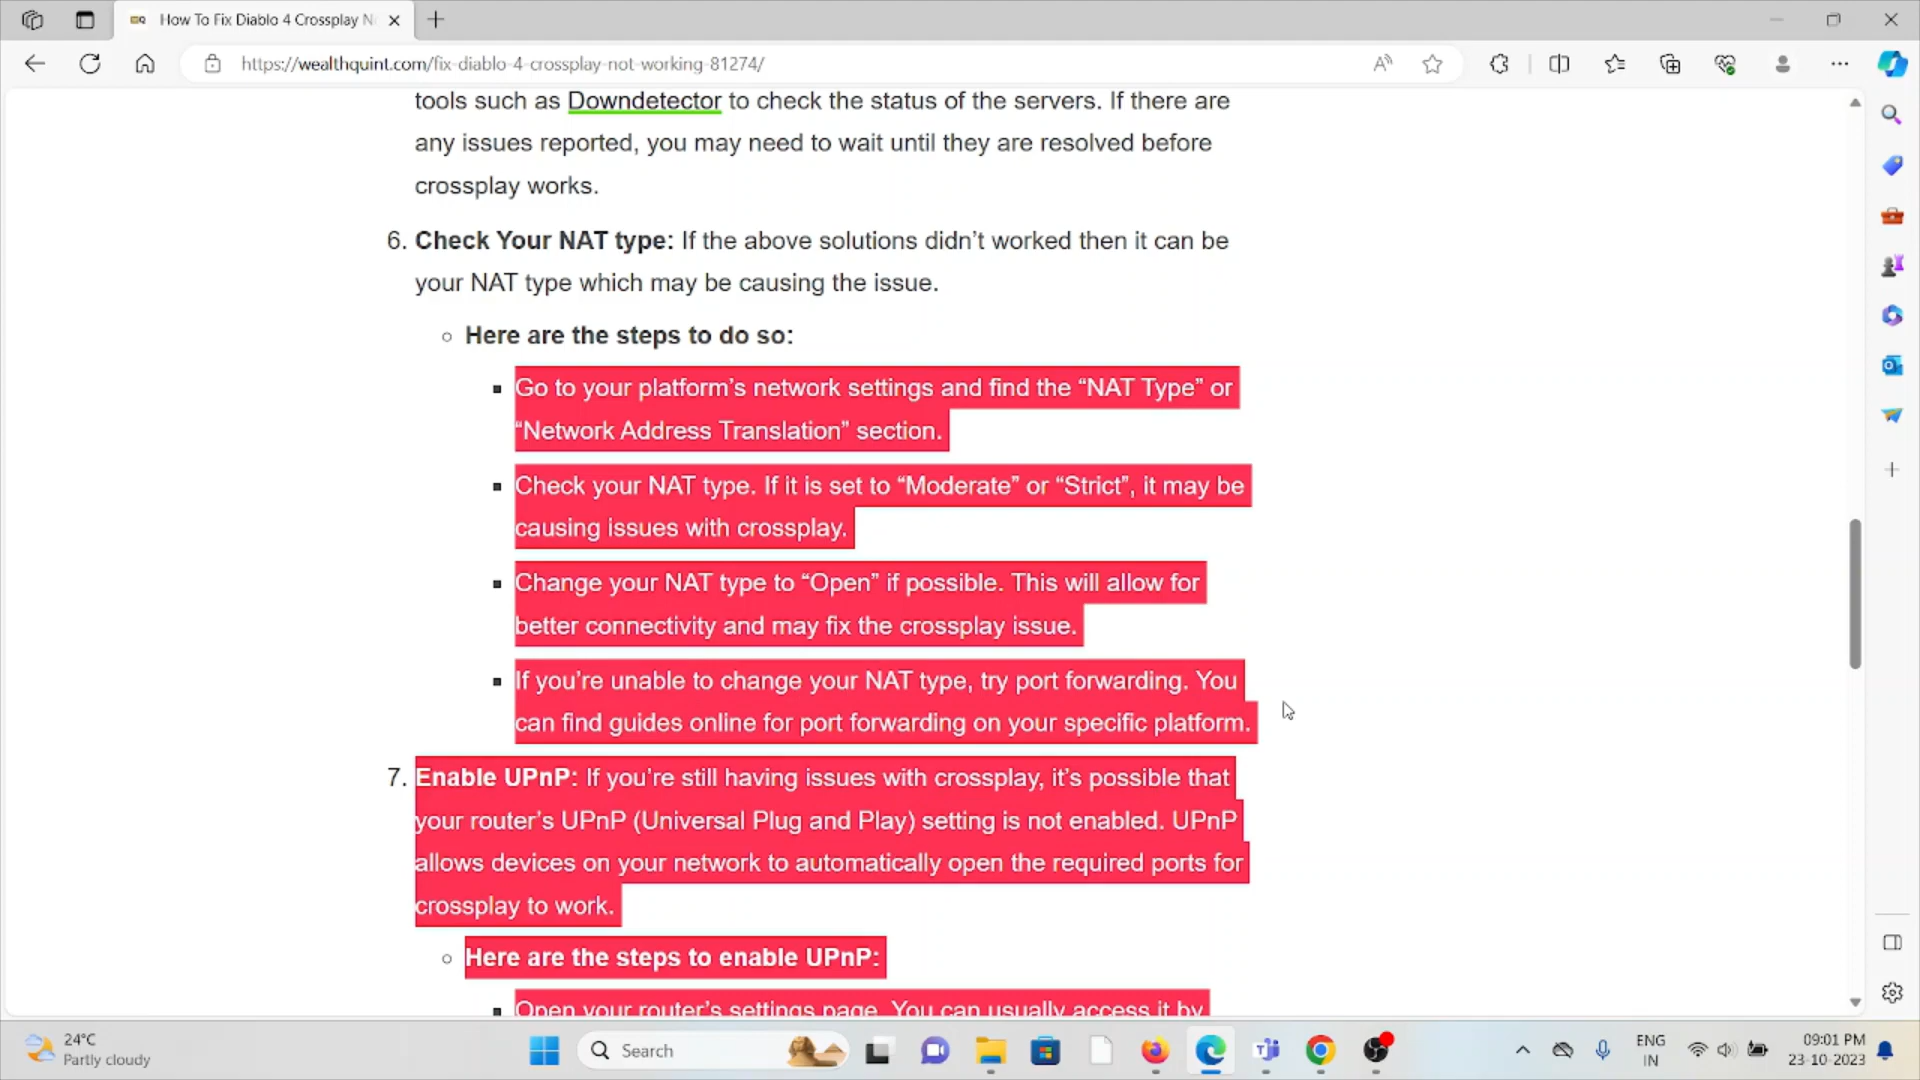 How To Fix Diablo 4 Crossplay N
https://wealthquint.com/fix-diablo-4-crossplay-not-working-81274/
tools such as Downdetector to check the status of the servers. If there are
any issues reported, you may need to wait until they are resolved before
crossplay works.
6. Check Your NAT type: If the above solutions didn’t worked then it can be
your NAT type which may be causing the issue.
Here are the steps to do so:
Go to your platform’s network settings and find the “NAT Type” or
“Network Address Translation” section.
Check your NAT type. If it is set to “Moderate” or “Strict”, it may be
causing issues with crossplay.
Change your NAT type to “Open” if possible. This will allow for
better connectivity and may fix the crossplay issue.
If you’re unable to change your NAT type, try port forwarding. You
can find guides online for port forwarding on your specific platform.
7. Enable UPnP: If you’re still having issues with crossplay, it’s possible that
your router’s UPnP (Universal Plug and Play) setting is not enabled. UPnP
allows devices on your network to automatically open the required ports for
crossplay to work.
Here are the steps to enable UPnP:
Open your router’s settings page. You can usually access it by
24°C
Partly cloudy
Search
ENG
IN
09:01 PM
23-10-2023